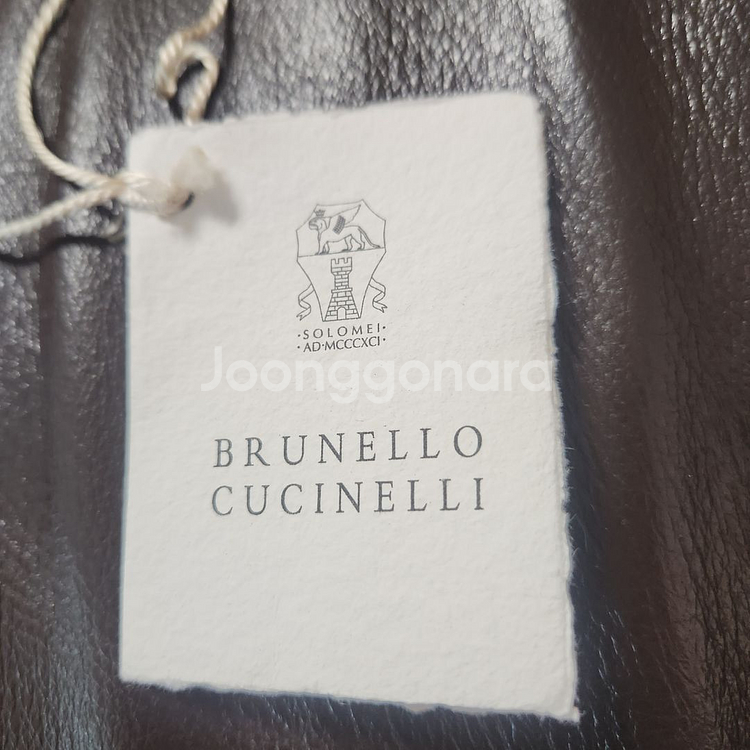 ·SOLOMEI·
·AD·MCCCXCI·
Joonggonara
BRUNELLO
CUCINELLI